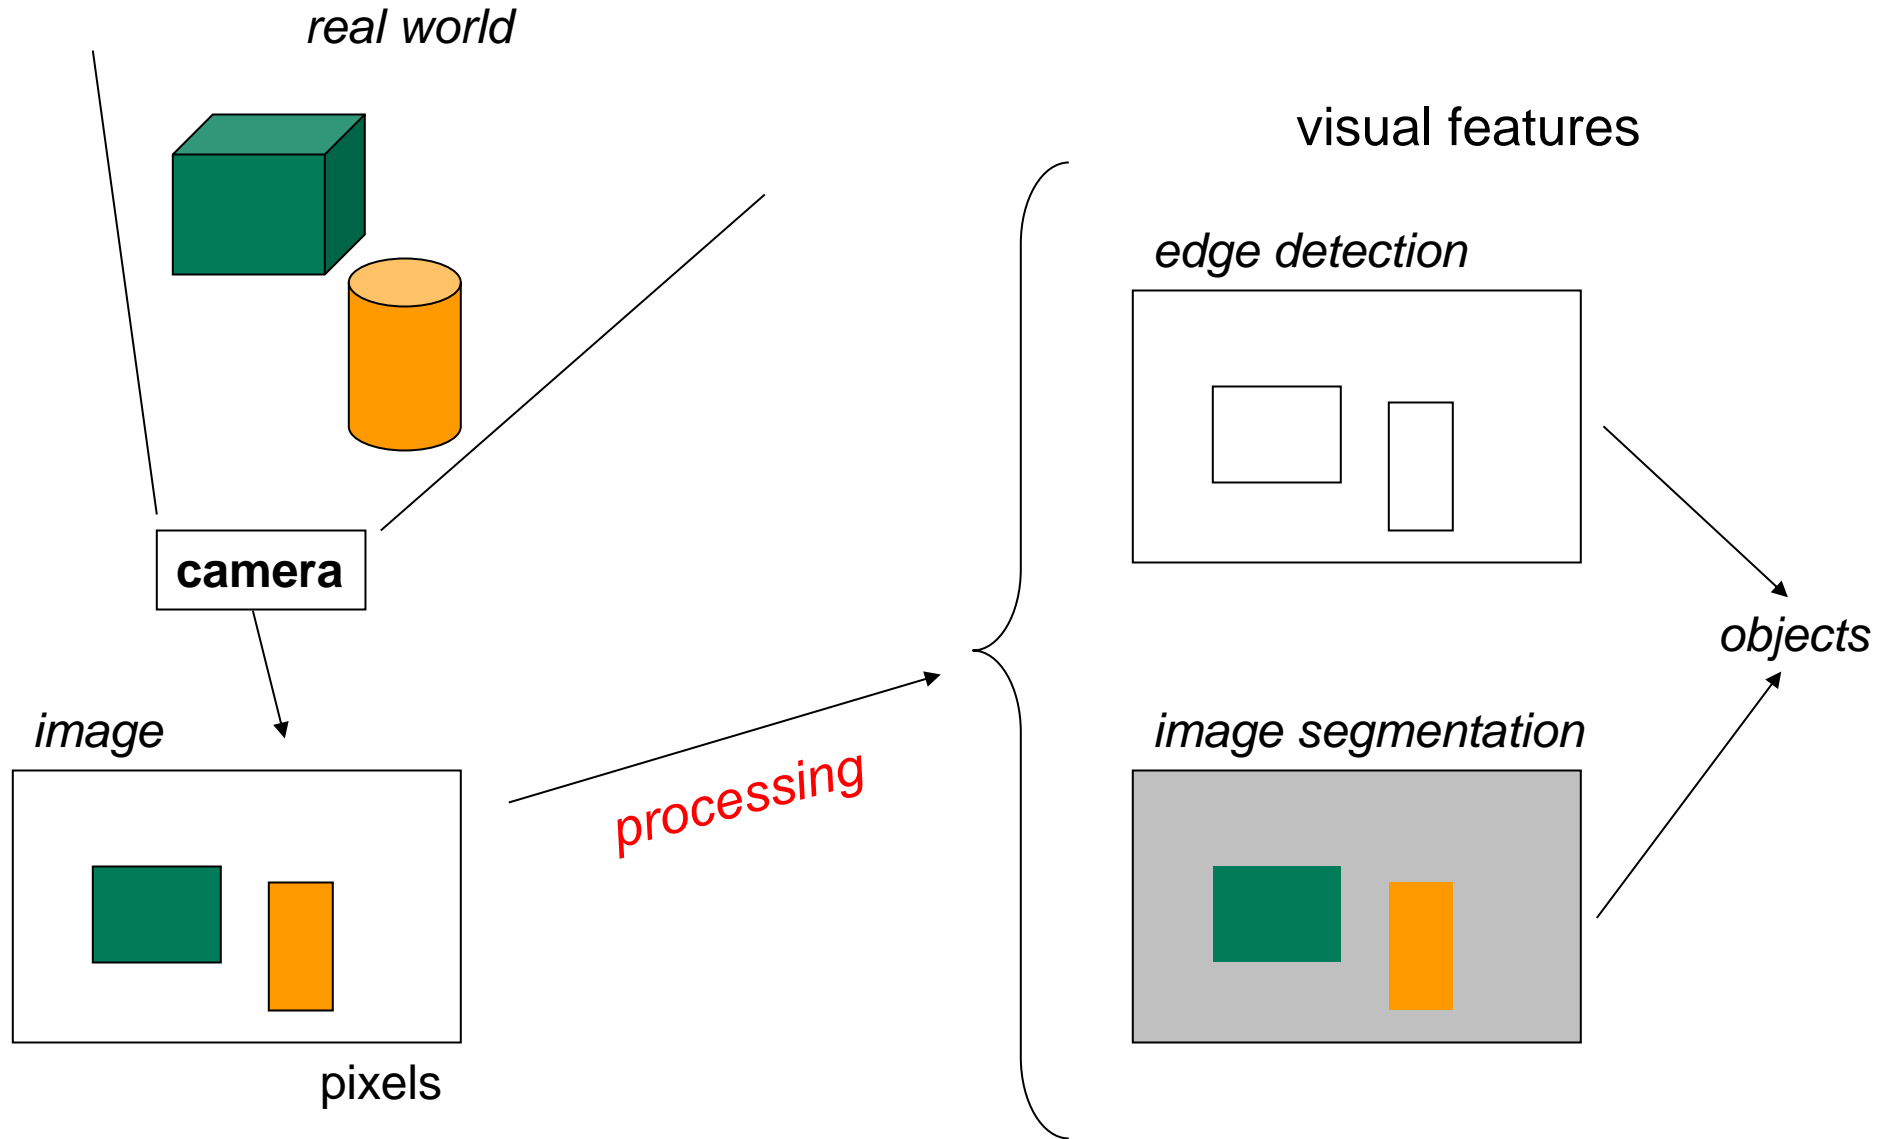 real world
visual features
edge detection
camera
objects
image
image segmentation
processing
pixels